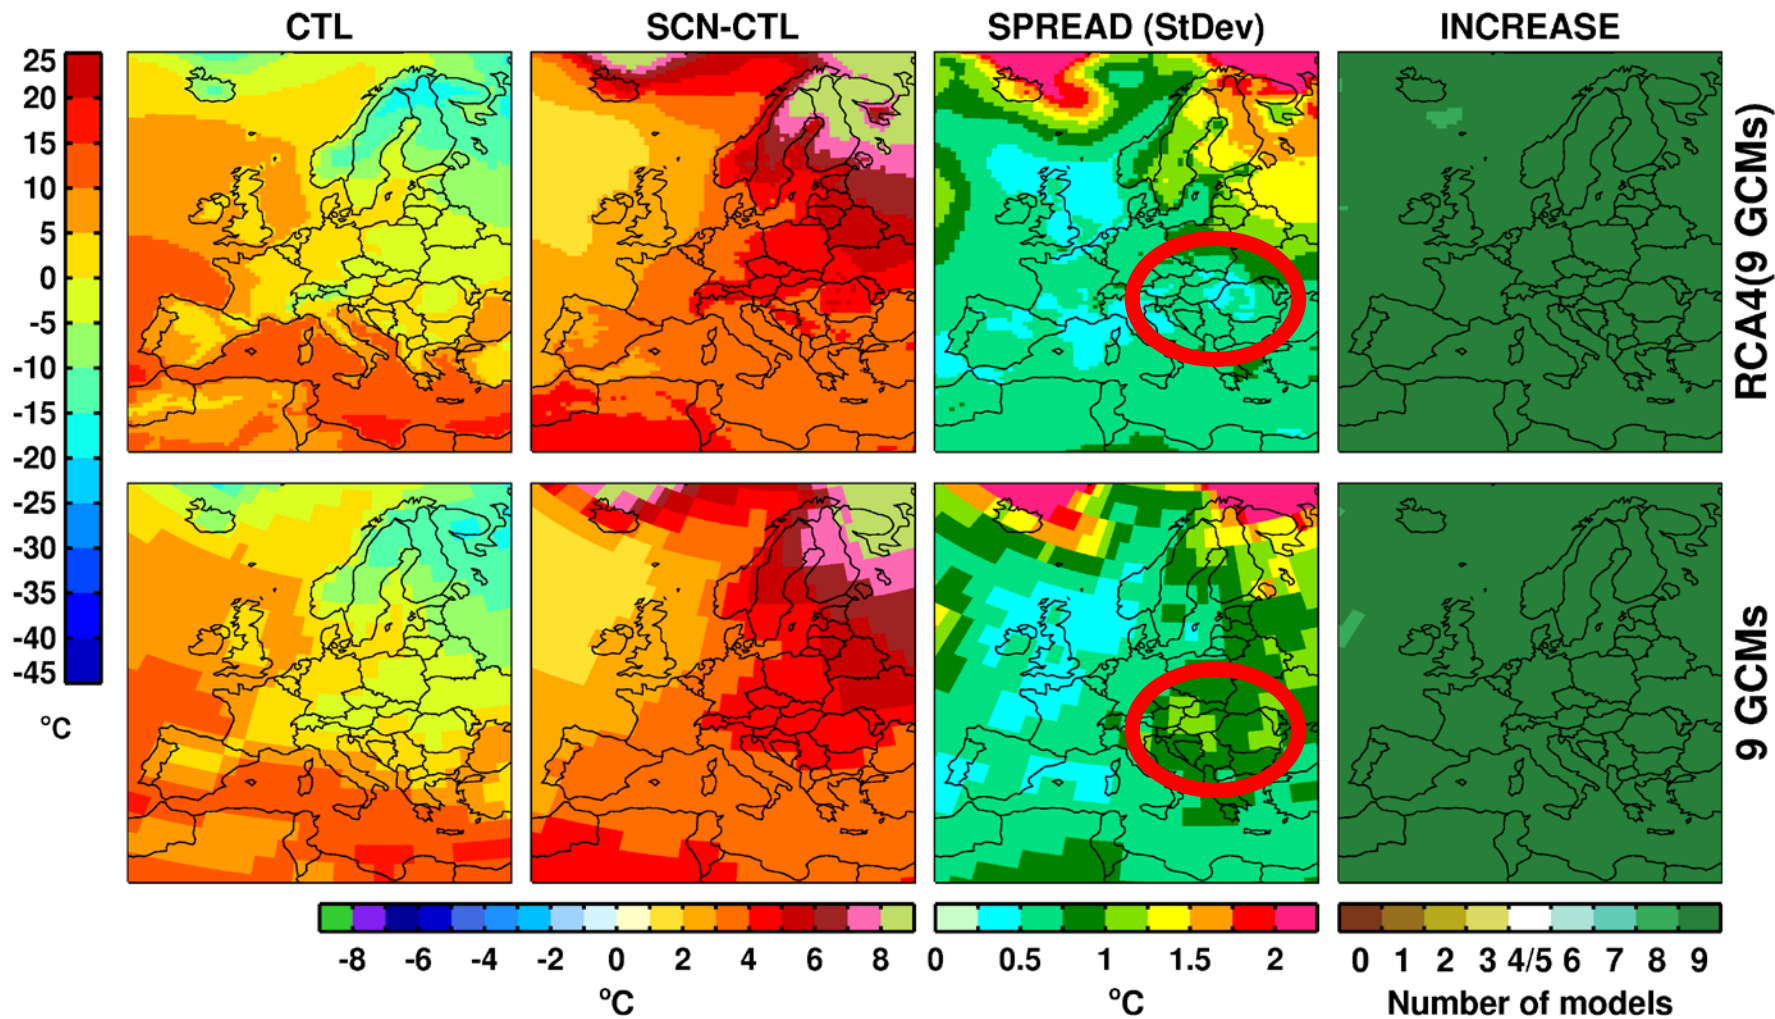 CTL SCN-CTL SPREAD (StDev) INCREASE
25
20
15
10
5
0
-5
-10
-15
-20
-25
-30
-35
-40
-45
°C
RCA4(9 GCMs)
9 GCMs
-8 -6 -4 -2 0 2 4 6 8
°C
0 0.5 1 1.5 2
°C
0 1 2 3 4/5 6 7 8 9
Number of models